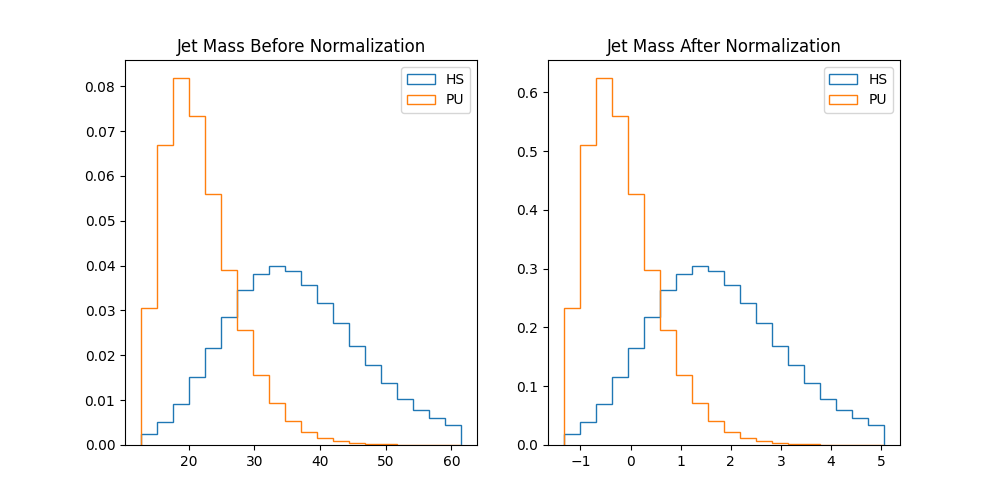 Jet Mass Before Normalization
HS
PU
0.08
0.07
0.06
0.05
0.04
0.03
0.02
0.01
0.00
20 30 40 50 60
Jet Mass After Normalization
HS
PU
0.6
0.5
0.4
0.3
0.2
0.1
0.0
−1 0 1 2 3 4 5